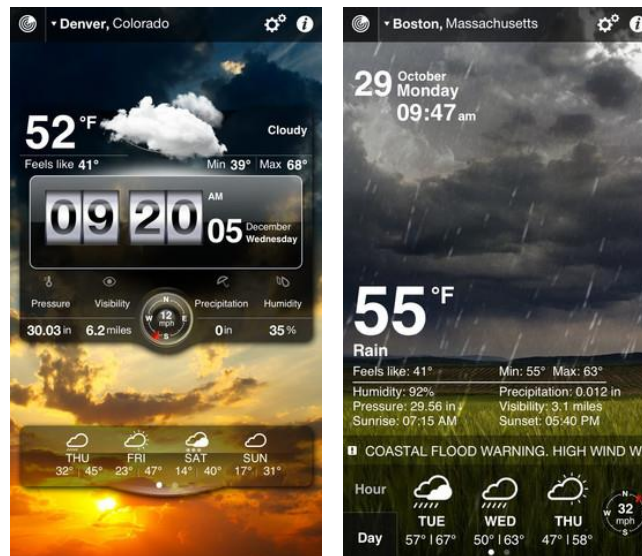 Denver, Colorado
52 °F
Cloudy
Feels like 41°
Min 39° Max 68°
09 20 AM
05 December
Wednesday
Pressure Visibility Precipitation Humidity
N
W E
S
12
mph
30.03 in 6.2 miles 0 in 35 %
THU FRI SAT SUN
32° | 45° 23° | 47° 14° | 40° 17° | 31°
Boston, Massachusetts
29 October
Monday
09:47 am
55 °F
Rain
Feels like: 41° Min: 55° Max: 63°
Humidity: 92% Precipitation: 0.012 in
Pressure: 29.56 in↓ Visibility: 3.1 miles
Sunrise: 07:15 AM Sunset: 05:40 PM
COASTAL FLOOD WARNING. HIGH WIND W
Hour
Day
TUE WED THU
57° | 67° 50° | 63° 47° | 58°
N
W
S
32
mph